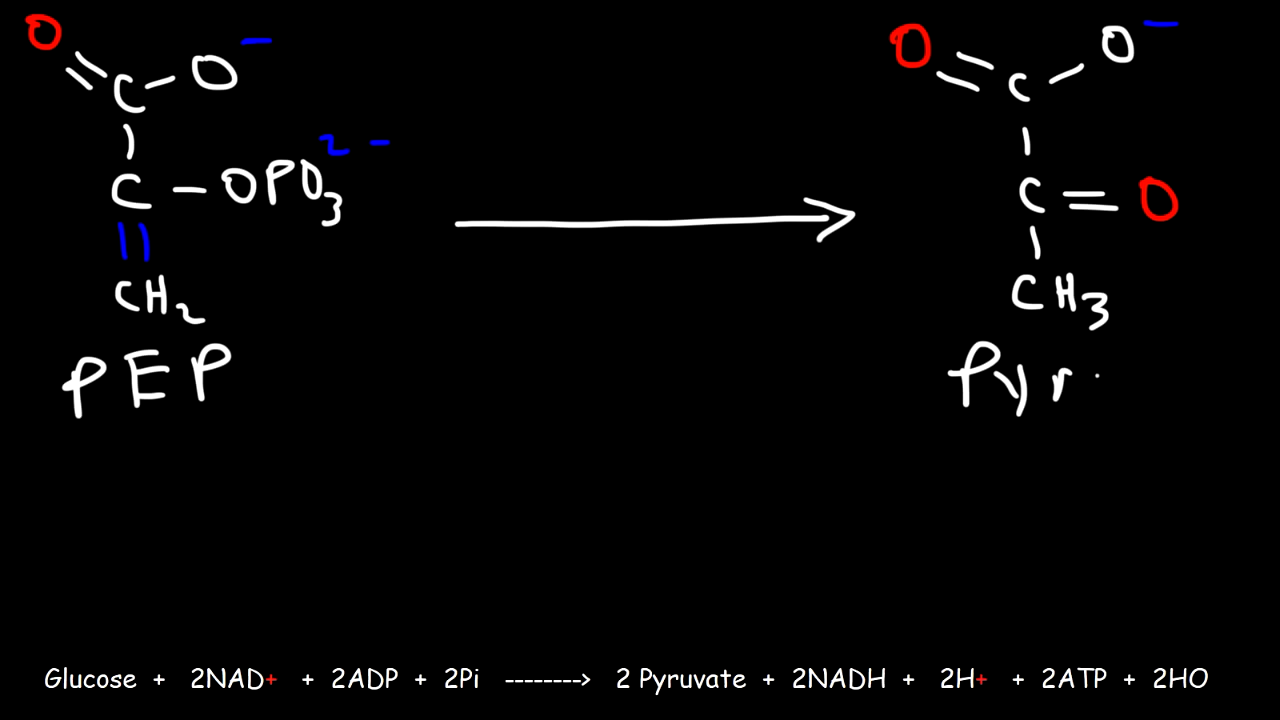 O O −
C
C — OPO3 2−
CH2
PEP
O O −
C
C = O
CH3
Pyr
Glucose + 2NAD+ + 2ADP + 2Pi --------> 2 Pyruvate + 2NADH + 2H+ + 2ATP + 2HO